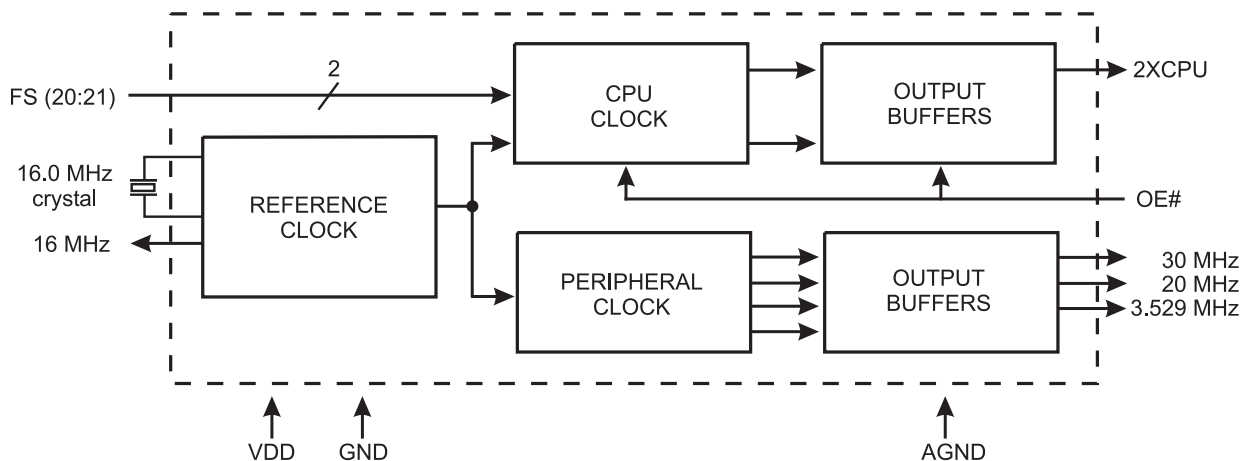 2
FS (20:21)
CPU
CLOCK
OUTPUT
BUFFERS
2XCPU
16.0 MHz
crystal
REFERENCE
CLOCK
OE#
16 MHz
PERIPHERAL
CLOCK
OUTPUT
BUFFERS
30 MHz
20 MHz
3.529 MHz
VDD
GND
AGND